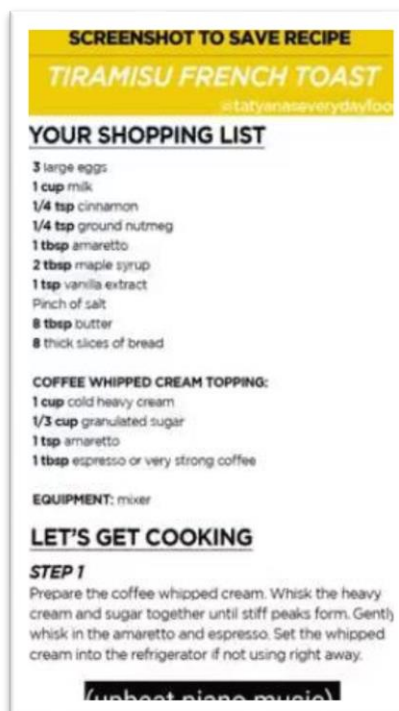 SCREENSHOT TO SAVE RECIPE
TIRAMISU FRENCH TOAST
@tatyanaseverydayfoo
YOUR SHOPPING LIST
3 large eggs
1 cup milk
1/4 tsp cinnamon
1/4 tsp ground nutmeg
1 tbsp amaretto
2 tbsp maple syrup
1 tsp vanilla extract
Pinch of salt
8 tbsp butter
8 thick slices of bread
COFFEE WHIPPED CREAM TOPPING:
1 cup cold heavy cream
1/3 cup granulated sugar
1 tsp amaretto
1 tbsp espresso or very strong coffee
EQUIPMENT: mixer
LET'S GET COOKING
STEP 1
Prepare the coffee whipped cream. Whisk the heavy
cream and sugar together until stiff peaks form. Gently
whisk in the amaretto and espresso. Set the whipped
cream into the refrigerator if not using right away.
(upbeat piano music)